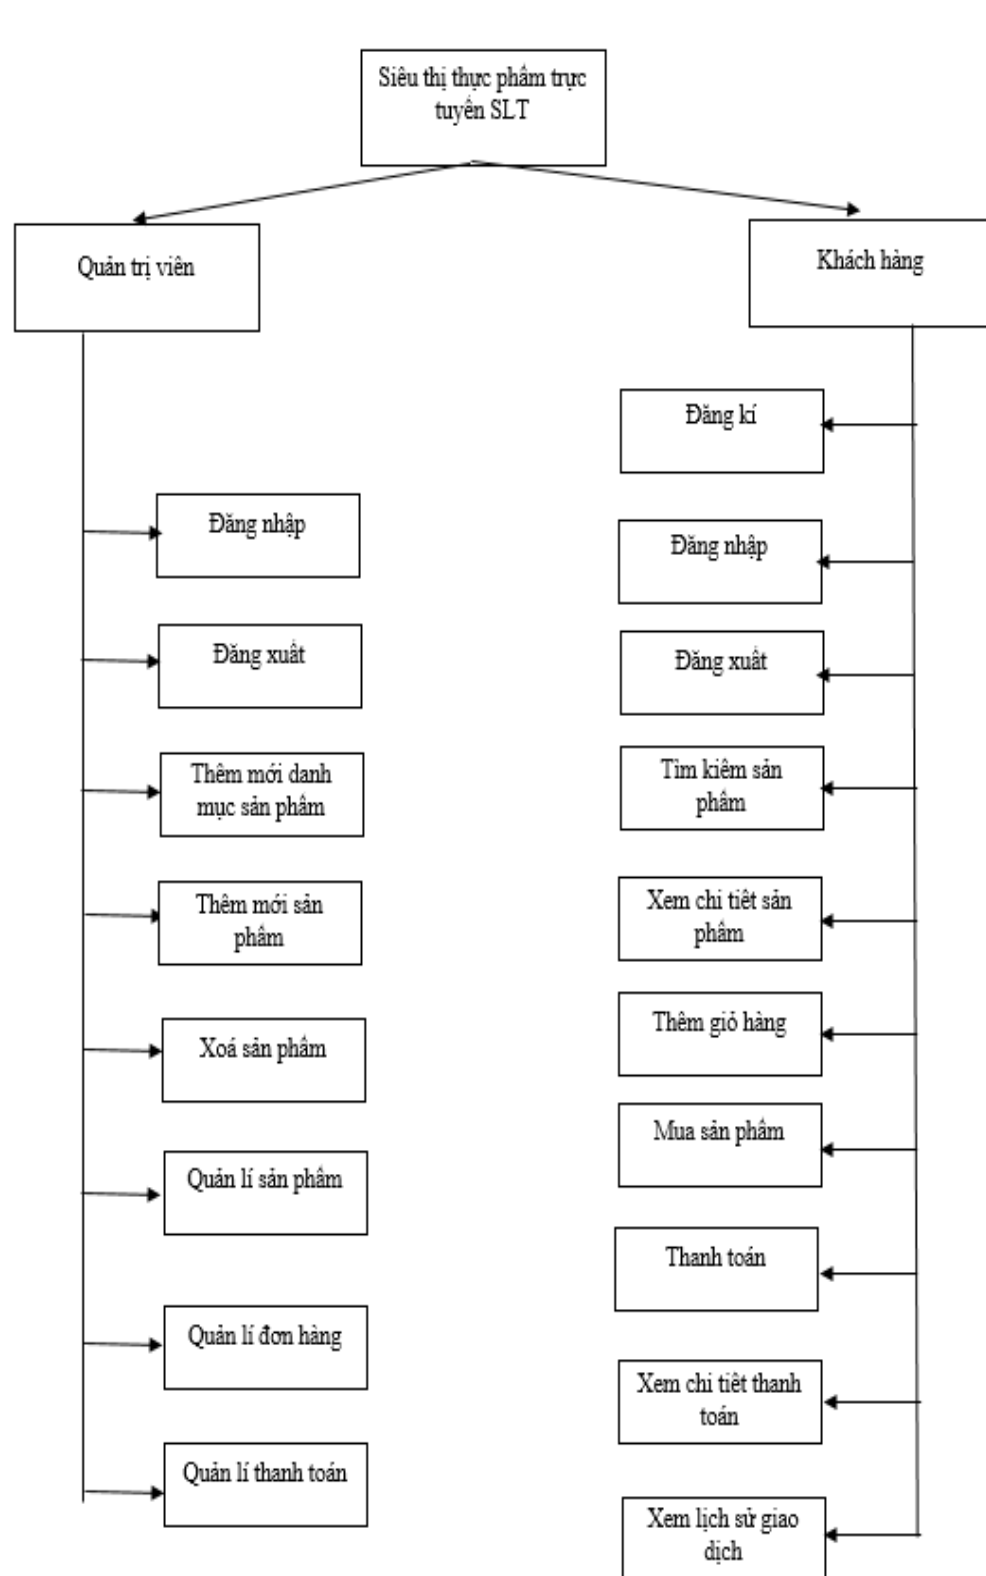 Siêu thị thực phẩm trực
tuyến SLT
Quản trị viên
Khách hàng
Đăng nhập
Đăng xuất
Thêm mới danh
mục sản phẩm
Thêm mới sản
phẩm
Xoá sản phẩm
Quản lí sản phẩm
Quản lí đơn hàng
Quản lí thanh toán
Đăng kí
Đăng nhập
Đăng xuất
Tìm kiếm sản
phẩm
Xem chi tiết sản
phẩm
Thêm giỏ hàng
Mua sản phẩm
Thanh toán
Xem chi tiết thanh
toán
Xem lịch sử giao
dịch